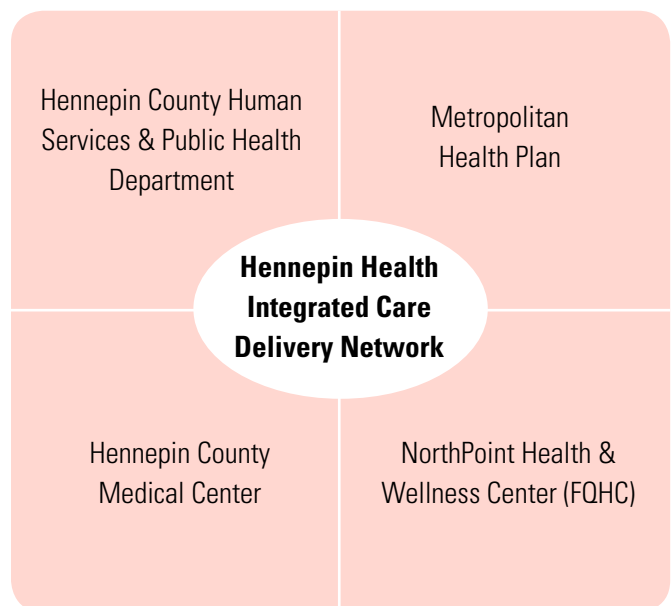 Hennepin County Human
Services & Public Health
Department
Metropolitan
Health Plan
Hennepin Health
Integrated Care
Delivery Network
Hennepin County
Medical Center
NorthPoint Health &
Wellness Center (FQHC)